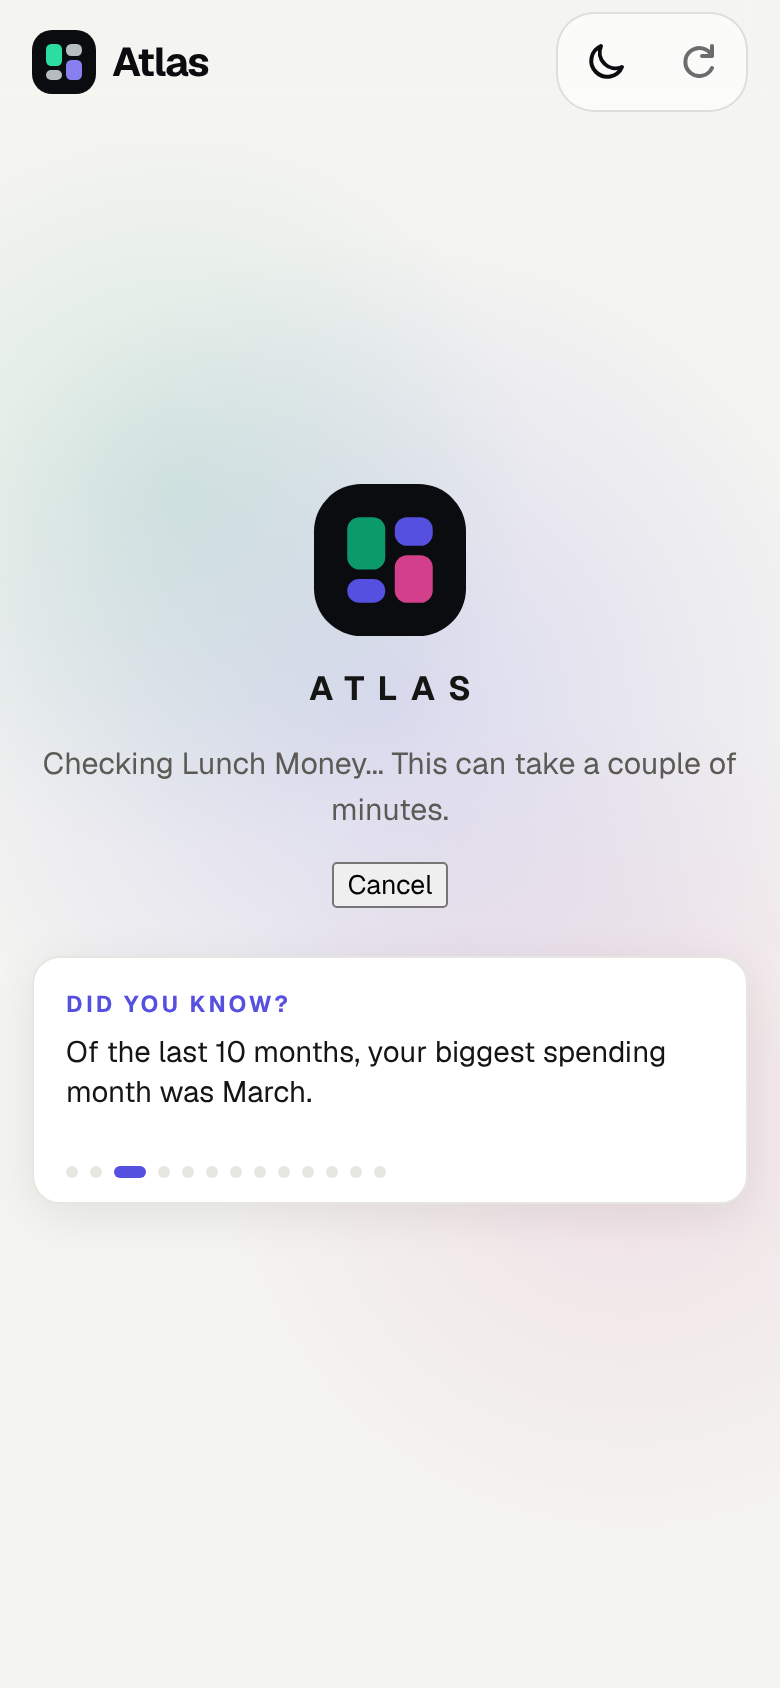 Atlas
ATLAS
Checking Lunch Money... This can take a couple of
minutes.
Cancel
DID YOU KNOW?
Of the last 10 months, your biggest spending
month was March.